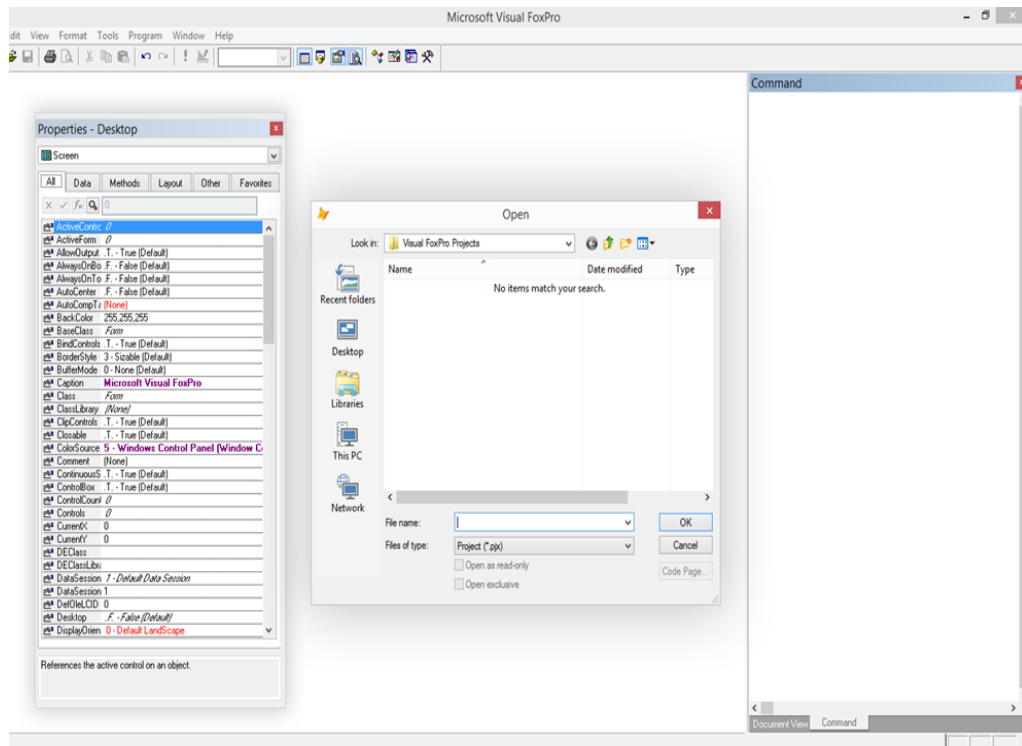 Microsoft Visual FoxPro
dit View Format Tools Program Window Help
Command
Properties - Desktop
Screen
All Data Methods Layout Other Favorites
0
ActiveContrc 0
ActiveForm 0
AllowOutput .T. - True (Default)
AlwaysOnBo .F. - False (Default)
AlwaysOnTo .F. - False (Default)
AutoCenter .F. - False (Default)
AutoCompTa (None)
BackColor 255,255,255
BaseClass Form
BindControls .T. - True (Default)
BorderStyle 3 - Sizable (Default)
BufferMode 0 - None (Default)
Caption Microsoft Visual FoxPro
Class Form
ClassLibrary (None)
ClipControls .T. - True (Default)
Closable .T. - True (Default)
ColorSource 5 - Windows Control Panel (Window C
Comment (None)
ContinuousS .T. - True (Default)
ControlBox .T. - True (Default)
ControlCount 0
Controls 0
CurrentX 0
CurrentY 0
DEClass
DEClassLibra
DataSession 1 - Default Data Session
DataSession 1
DefOleLCID 0
Desktop .F. - False (Default)
DisplayOrien 0 - Default LandScape
References the active control on an object.
Open
Look in: Visual FoxPro Projects
Name Date modified Type
No items match your search.
Recent folders
Desktop
Libraries
This PC
Network
File name:
OK
Files of type: Project (*.pjx)
Cancel
Open as read-only
Code Page...
Open exclusive
Document View Command